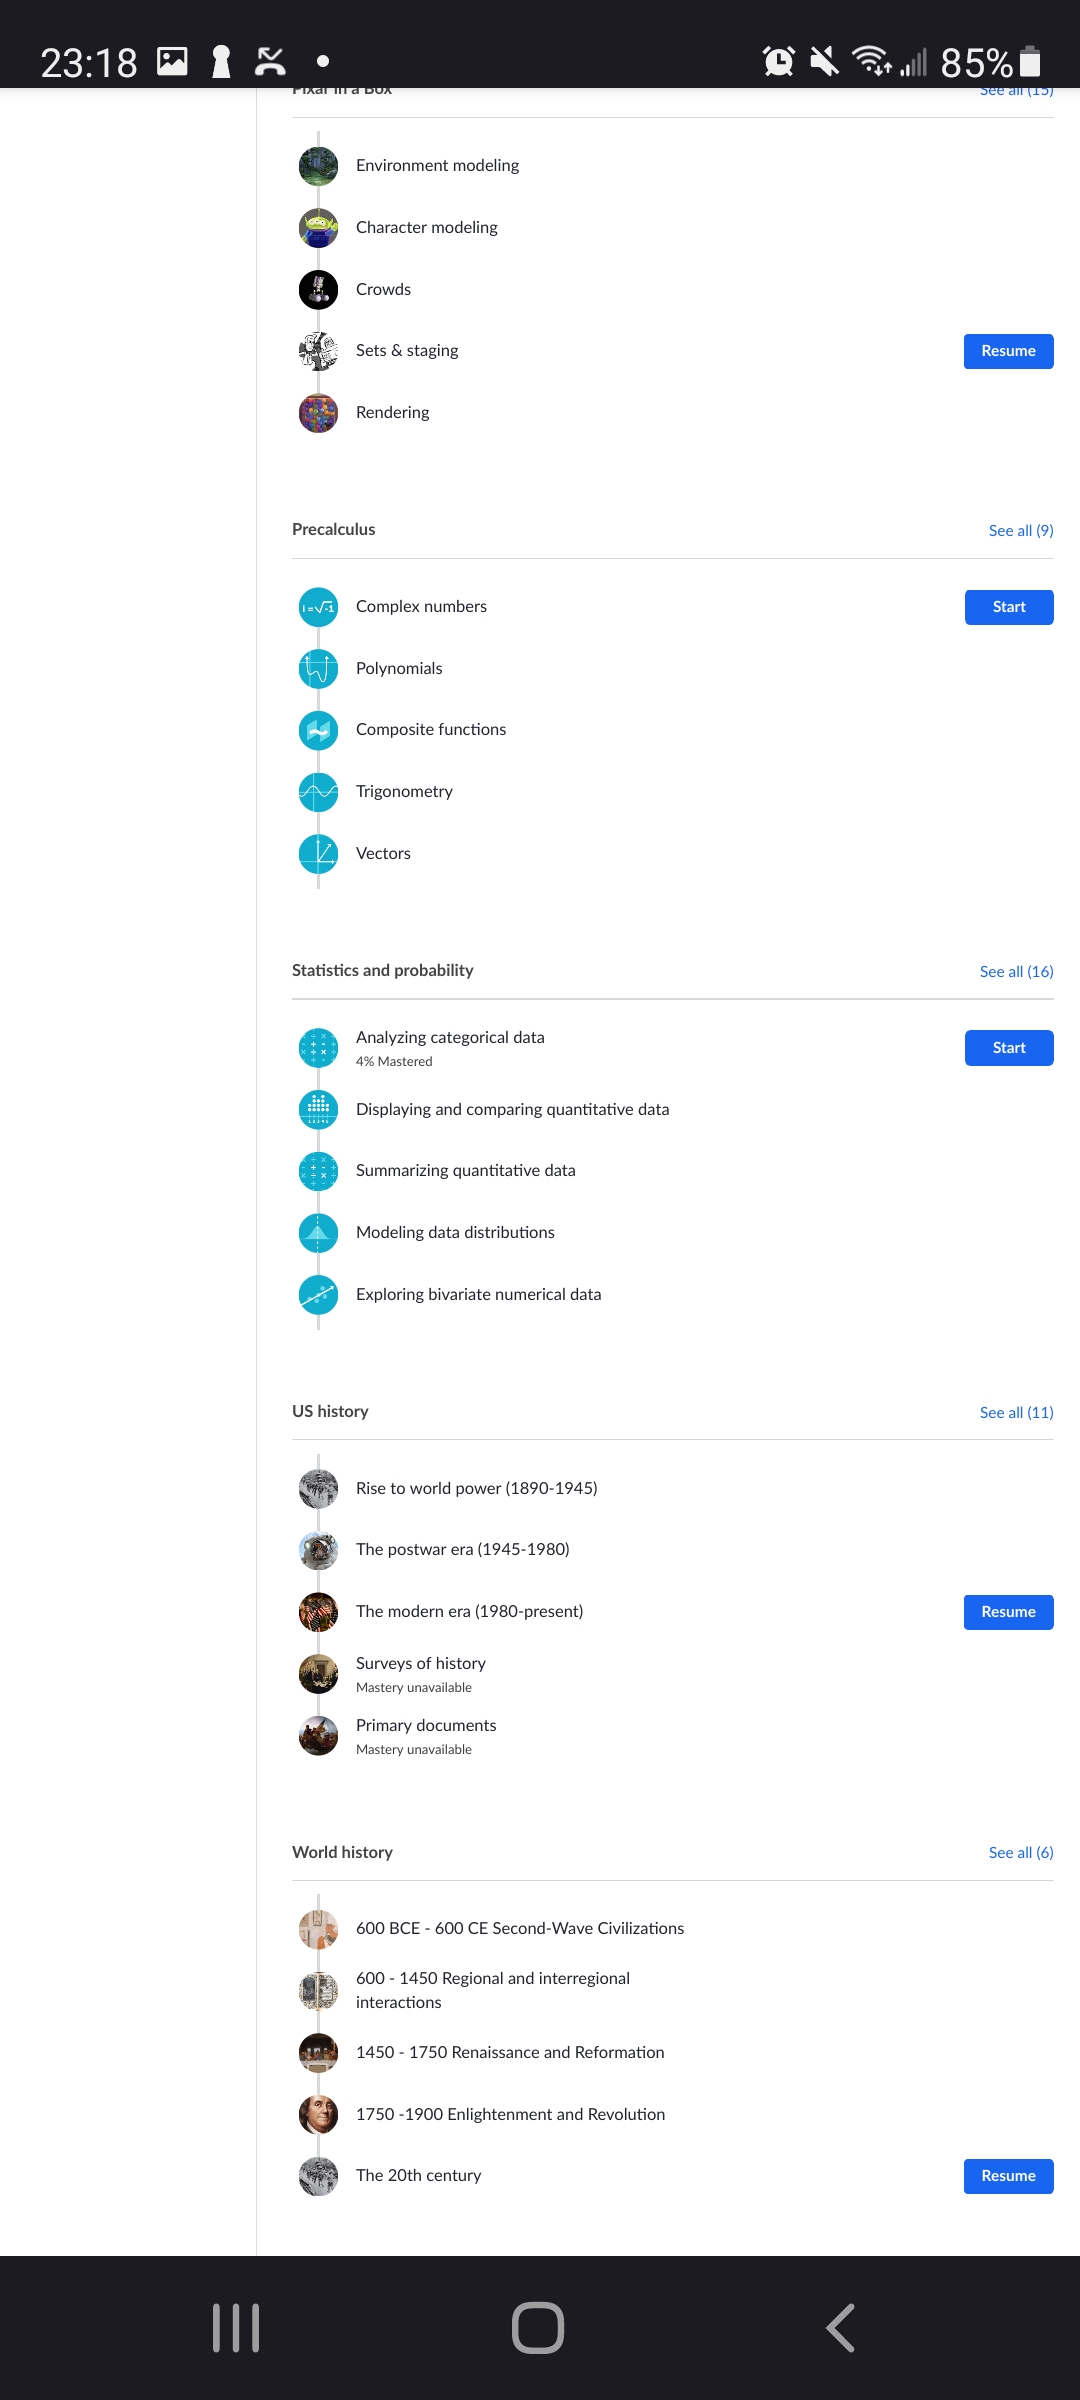 23:18
85%
Pixar in a Box
See all (15)
Environment modeling
Character modeling
Crowds
Sets & staging
Resume
Rendering
Precalculus
See all (9)
i = √-1
Complex numbers
Start
Polynomials
Composite functions
Trigonometry
Vectors
Statistics and probability
See all (16)
Analyzing categorical data
4% Mastered
Start
Displaying and comparing quantitative data
Summarizing quantitative data
Modeling data distributions
Exploring bivariate numerical data
US history
See all (11)
Rise to world power (1890-1945)
The postwar era (1945-1980)
The modern era (1980-present)
Resume
Surveys of history
Mastery unavailable
Primary documents
Mastery unavailable
World history
See all (6)
600 BCE - 600 CE Second-Wave Civilizations
600 - 1450 Regional and interregional
interactions
1450 - 1750 Renaissance and Reformation
1750 -1900 Enlightenment and Revolution
The 20th century
Resume